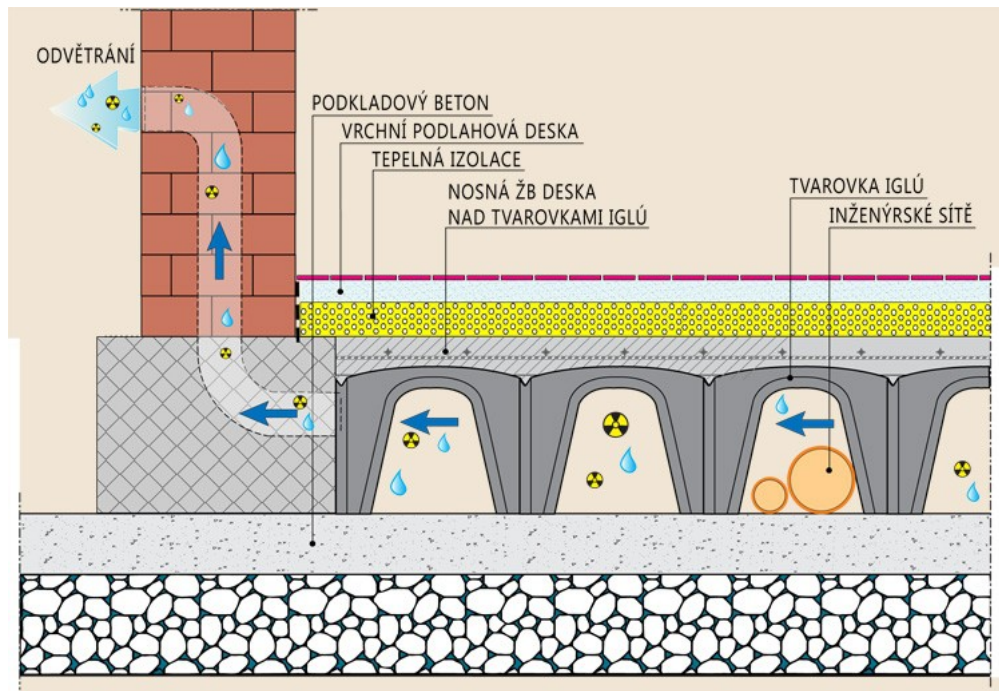 ODVĚTRÁNÍ
PODKLADOVÝ BETON
VRCHNÍ PODLAHOVÁ DESKA
TEPELNÁ IZOLACE
NOSNÁ ŽB DESKA
NAD TVAROVKAMI IGLÚ
TVAROVKA IGLÚ
INŽENÝRSKÉ SÍTĚ